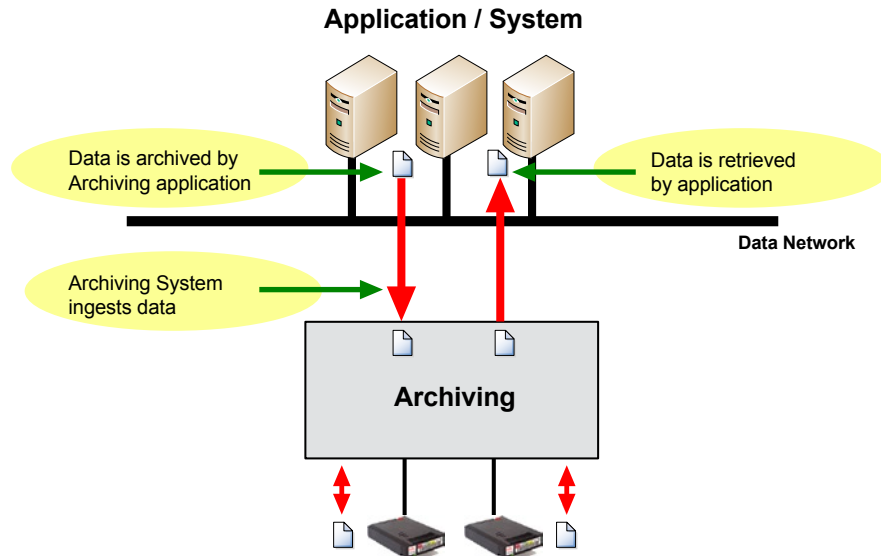 Application / System
Data is archived by
Archiving application
Data is retrieved
by application
Data Network
Archiving System
ingests data
Archiving